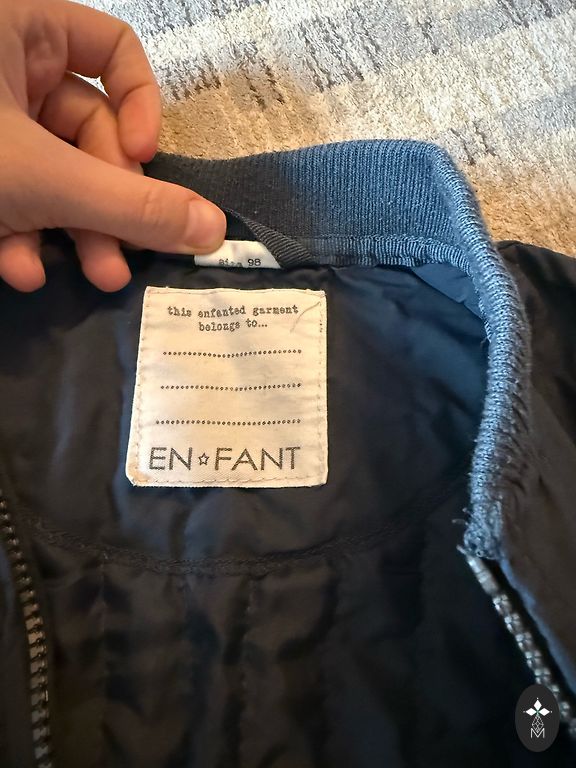 size 98
this enfanted garment
belongs to...
EN☆FANT